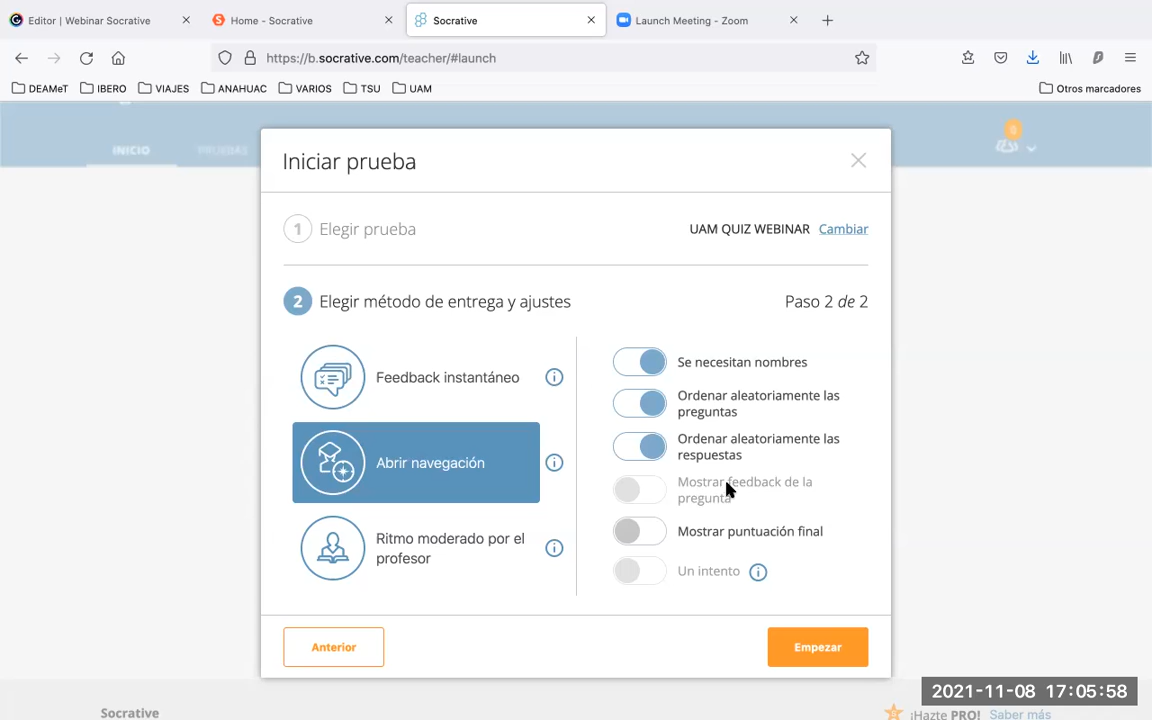 Editor | Webinar Socrative
Home - Socrative
Socrative
Launch Meeting - Zoom
https://b.socrative.com/teacher/#launch
DEAMeT
IBERO
VIAJES
ANAHUAC
VARIOS
TSU
UAM
Otros marcadores
0
INICIO
PRUEBAS
Iniciar prueba
1 Elegir prueba
UAM QUIZ WEBINAR Cambiar
2 Elegir método de entrega y ajustes
Paso 2 de 2
Feedback instantáneo
Abrir navegación
Ritmo moderado por el
profesor
Se necesitan nombres
Ordenar aleatoriamente las
preguntas
Ordenar aleatoriamente las
respuestas
Mostrar feedback de la
pregunta
Mostrar puntuación final
Un intento
Anterior
Empezar
2021-11-08 17:05:58
Socrative
¡Hazte PRO! Saber más